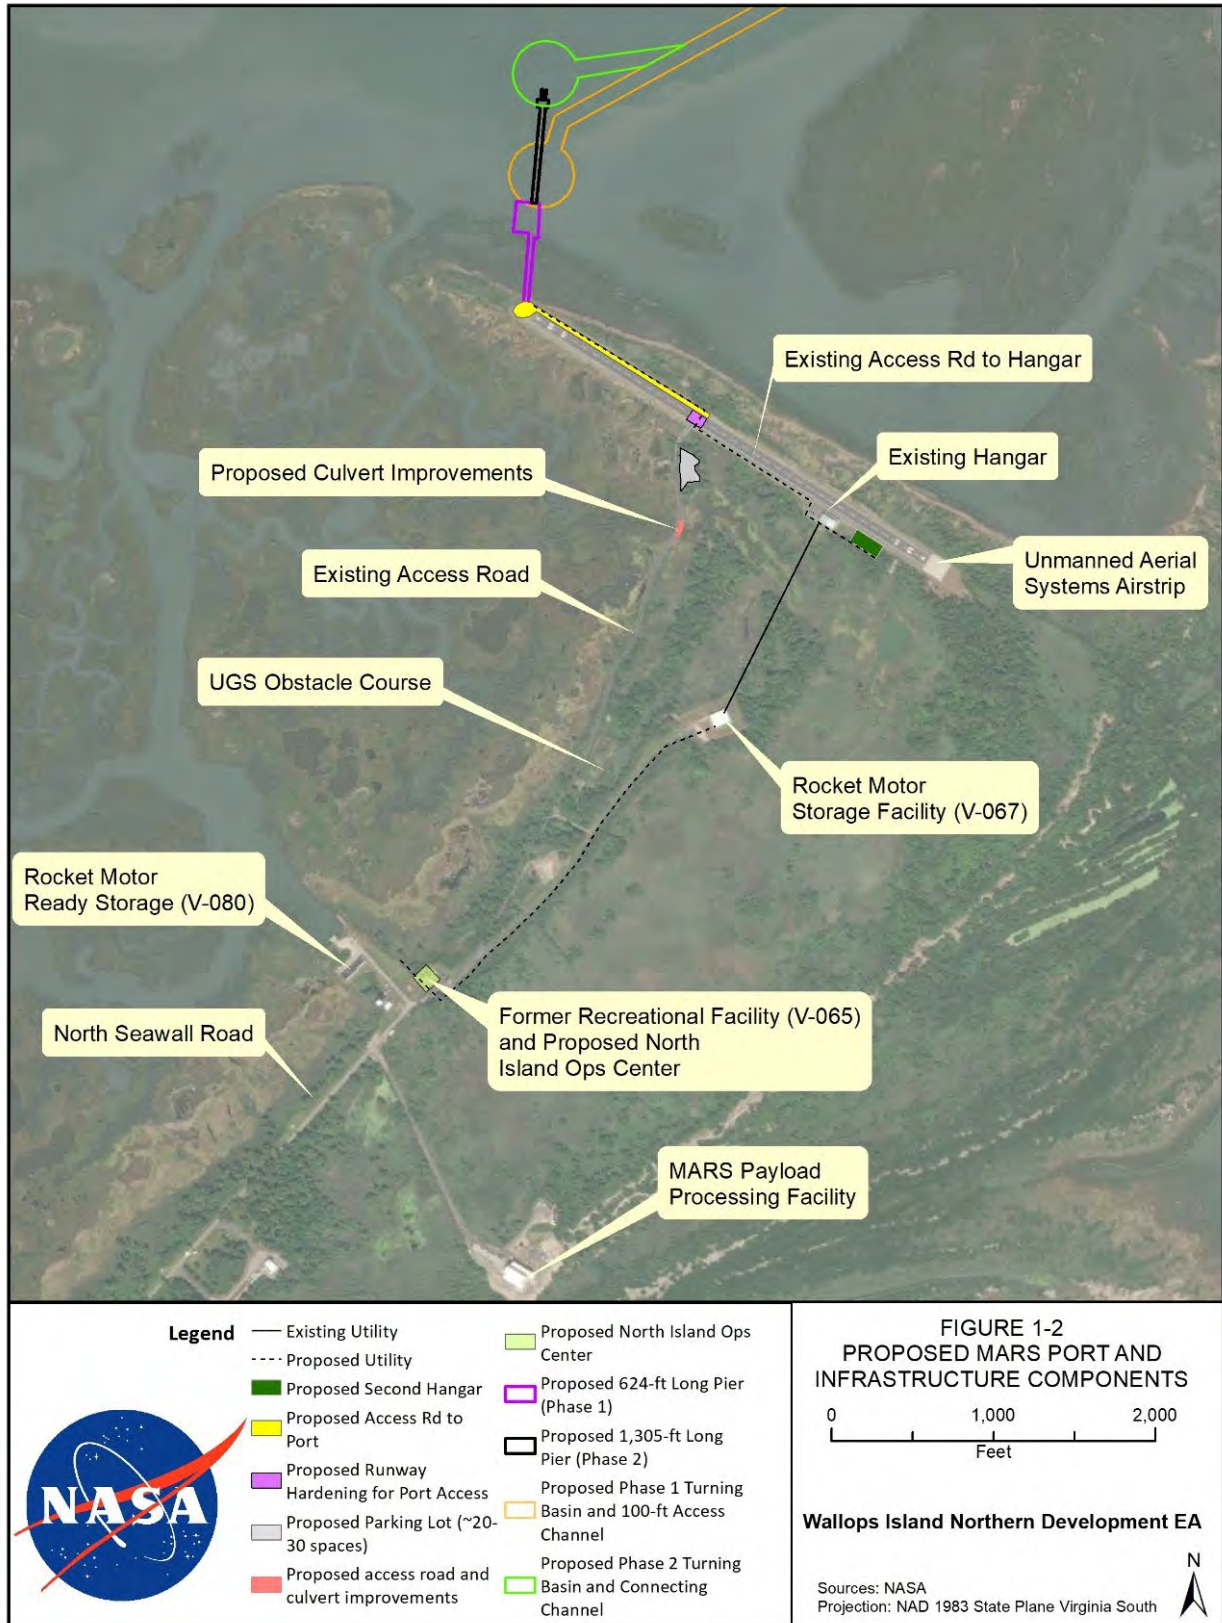 Existing Access Rd to Hangar
Existing Hangar
Proposed Culvert Improvements
Existing Access Road
Unmanned Aerial
Systems Airstrip
UGS Obstacle Course
Rocket Motor
Storage Facility (V-067)
Rocket Motor
Ready Storage (V-080)
Former Recreational Facility (V-065)
and Proposed North
Island Ops Center
North Seawall Road
MARS Payload
Processing Facility
Legend
Existing Utility
Proposed Utility
Proposed Second Hangar
Proposed Access Rd to
Port
Proposed Runway
Hardening for Port Access
Proposed Parking Lot (~20-
30 spaces)
Proposed access road and
culvert improvements
Proposed North Island Ops
Center
Proposed 624-ft Long Pier
(Phase 1)
Proposed 1,305-ft Long
Pier (Phase 2)
Proposed Phase 1 Turning
Basin and 100-ft Access
Channel
Proposed Phase 2 Turning
Basin and Connecting
Channel
NASA
FIGURE 1-2
PROPOSED MARS PORT AND
INFRASTRUCTURE COMPONENTS
0 1,000 2,000
Feet
Wallops Island Northern Development EA
N
Sources: NASA
Projection: NAD 1983 State Plane Virginia South